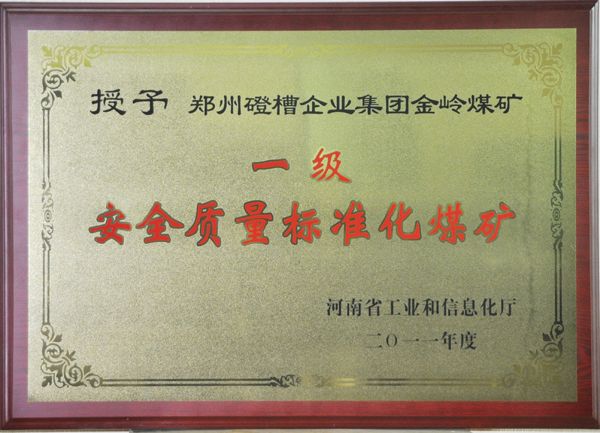 授予 郑州磴槽企业集团金岭煤矿
一级
安全质量标准化煤矿
河南省工业和信息化厅
二〇一一年度